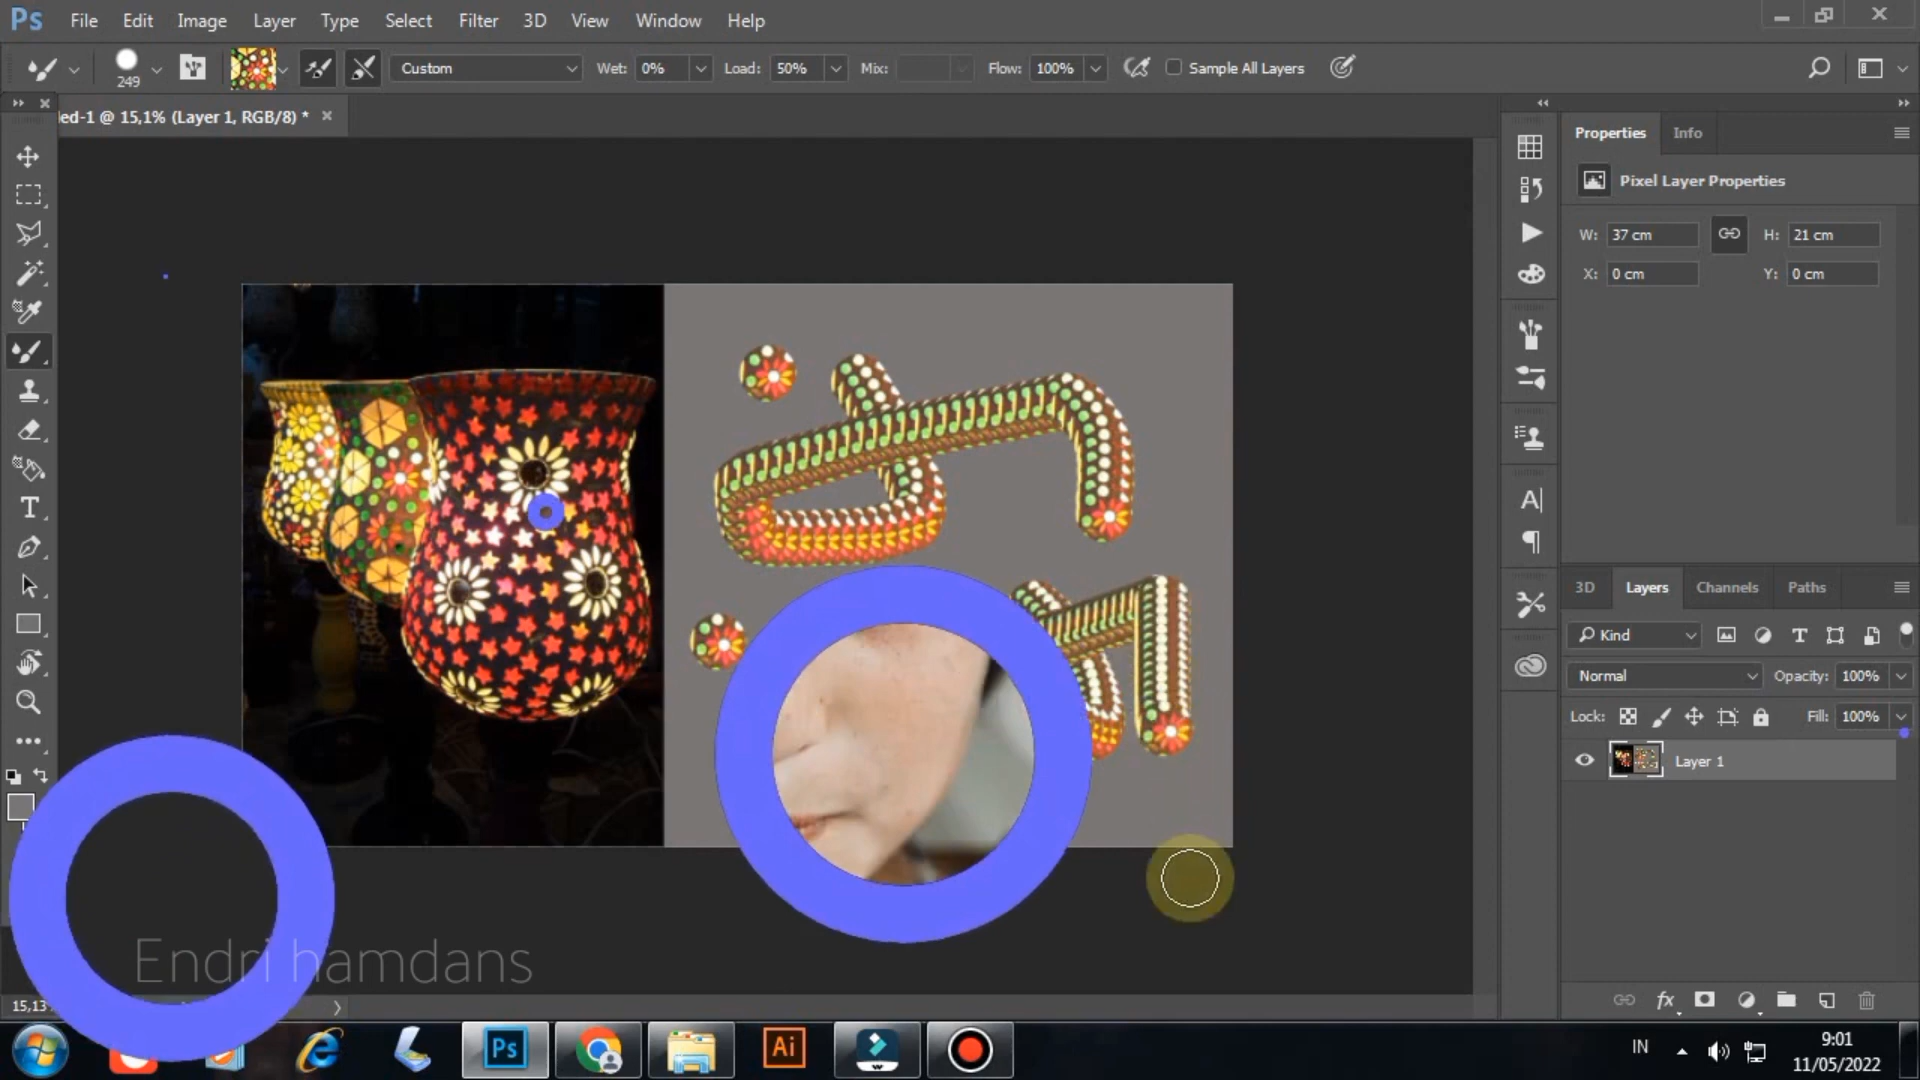 Ps File Edit Image Layer Type Select Filter 3D View Window Help
249 Custom Wet: 0% Load: 50% Mix: Flow: 100% Sample All Layers
led-1 @ 15,1% (Layer 1, RGB/8) *
Properties Info
Pixel Layer Properties
W: 37 cm H: 21 cm
X: 0 cm Y: 0 cm
3D Layers Channels Paths
Kind
Normal Opacity: 100%
Lock: Fill: 100%
Layer 1
Endri hamdans
15,13
Ps Ai IN 9:01
11/05/2022